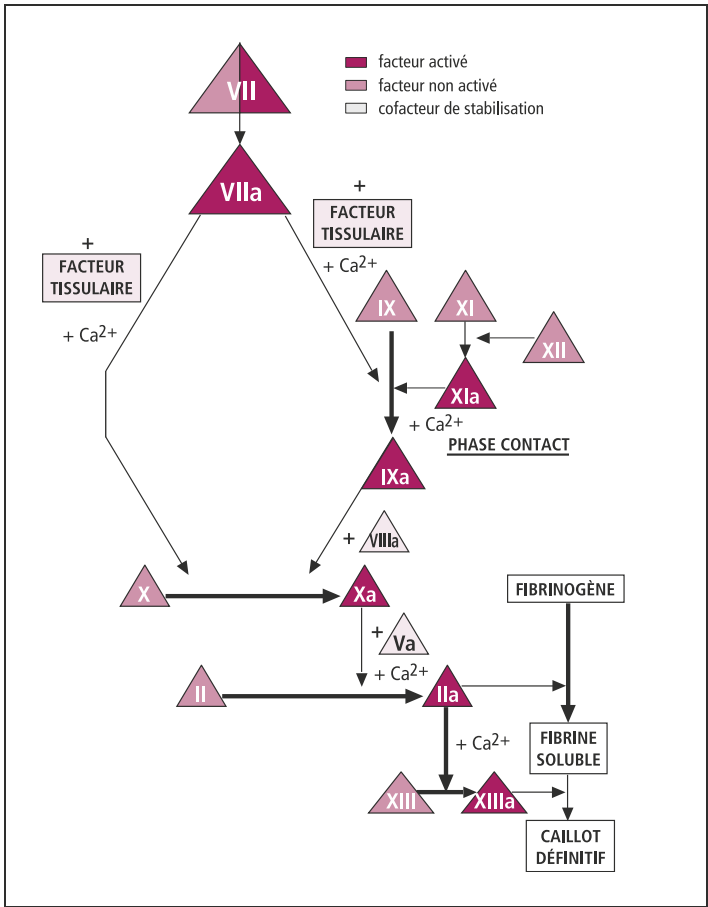 VII
facteur activé
facteur non activé
cofacteur de stabilisation
VIIa
+
FACTEUR
TISSULAIRE
+ Ca2+
+
FACTEUR
TISSULAIRE
+ Ca2+
IX
XI
XII
XIa
+ Ca2+
PHASE CONTACT
IXa
+ VIIIa
X
Xa
FIBRINOGÈNE
+ Va
+ Ca2+
II
IIa
+ Ca2+
FIBRINE
SOLUBLE
XIII
XIIIa
CAILLOT
DÉFINITIF